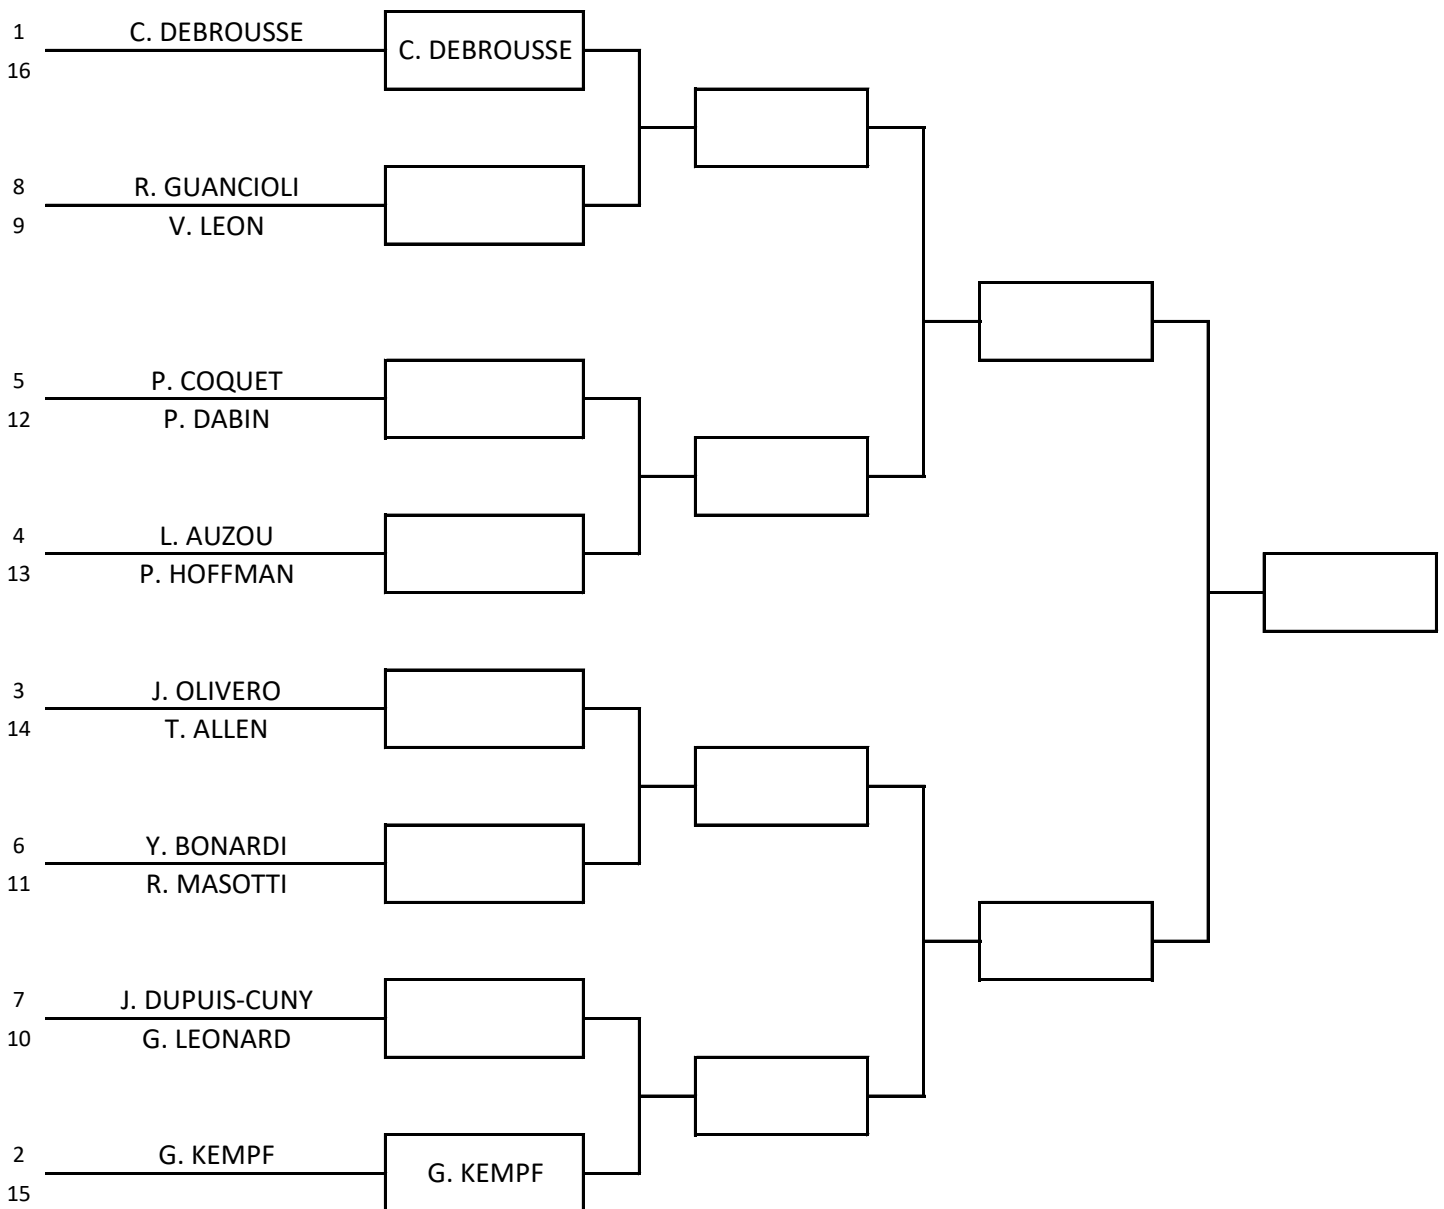 1 C. DEBROUSSE
C. DEBROUSSE
16
8 R. GUANCIOLI
9 V. LEON
5 P. COQUET
12 P. DABIN
4 L. AUZOU
13 P. HOFFMAN
3 J. OLIVERO
14 T. ALLEN
6 Y. BONARDI
11 R. MASOTTI
7 J. DUPUIS-CUNY
10 G. LEONARD
2 G. KEMPF
G. KEMPF
15